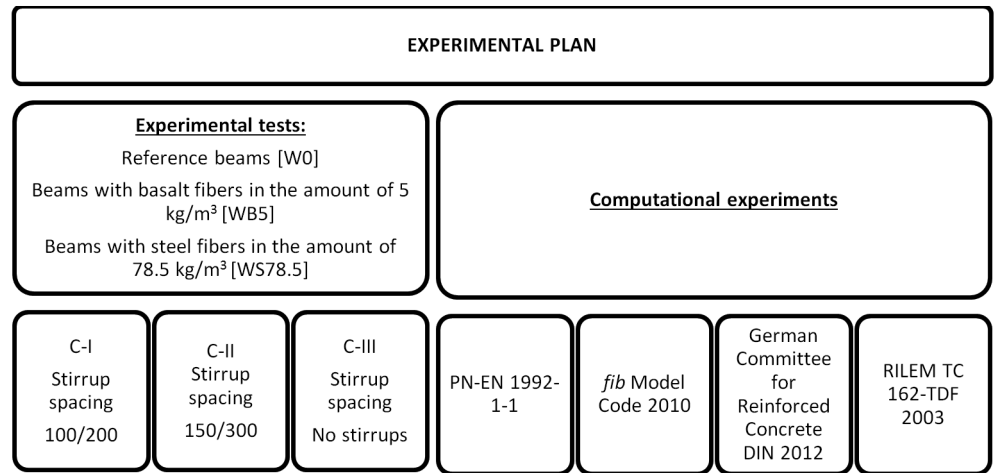 EXPERIMENTAL PLAN
Experimental tests:
Reference beams [W0]
Beams with basalt fibers in the amount of 5
kg/m³ [WB5]
Beams with steel fibers in the amount of
78.5 kg/m³ [WS78.5]
Computational experiments
C-I
Stirrup
spacing
100/200
C-II
Stirrup
spacing
150/300
C-III
Stirrup
spacing
No stirrups
PN-EN 1992-
1-1
fib Model
Code 2010
German
Committee
for
Reinforced
Concrete
DIN 2012
RILEM TC
162-TDF
2003